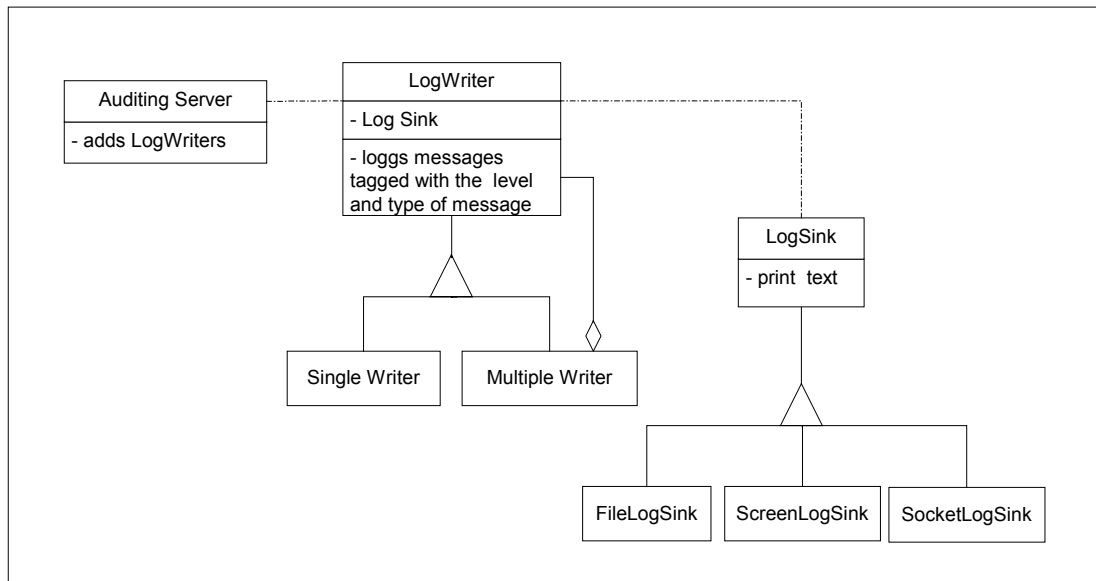 Auditing Server
- adds LogWriters
LogWriter
- Log Sink
- loggs messages
tagged with the level
and type of message
LogSink
- print text
Single Writer
Multiple Writer
FileLogSink
ScreenLogSink
SocketLogSink